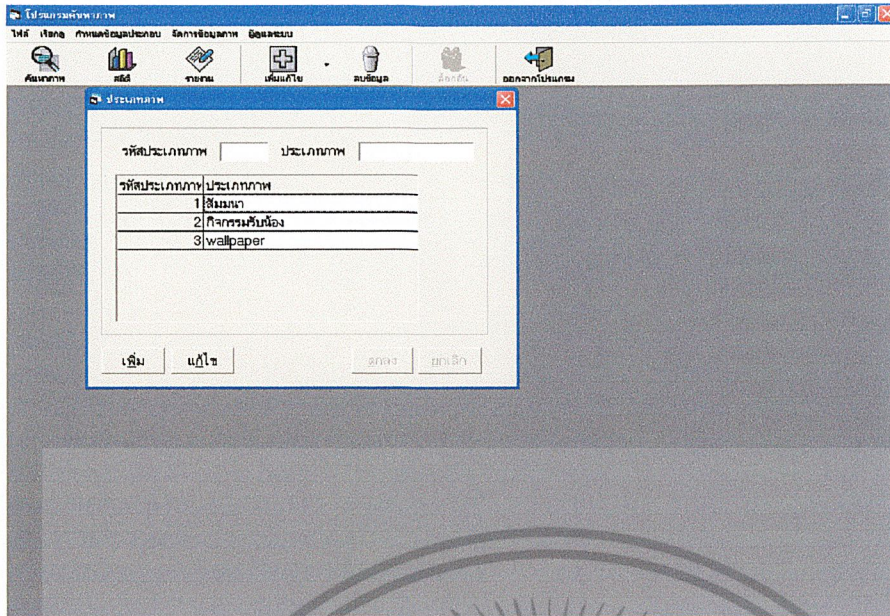 โปรแกรมค้นหาภาพ
ไฟล์ เรียกดู กำหนดข้อมูลประกอบ จัดการข้อมูลภาพ ผู้ดูแลระบบ
ค้นหาภาพ สถิติ รายงาน เพิ่มแก้ไข ลบข้อมูล ล็อกอิน ออกจากโปรแกรม
ประเภทภาพ
รหัสประเภทภาพ ประเภทภาพ
รหัสประเภทภาพ ประเภทภาพ
1 สัมมนา
2 กิจกรรมรับน้อง
3 wallpaper
เพิ่ม แก้ไข ตกลง ยกเลิก